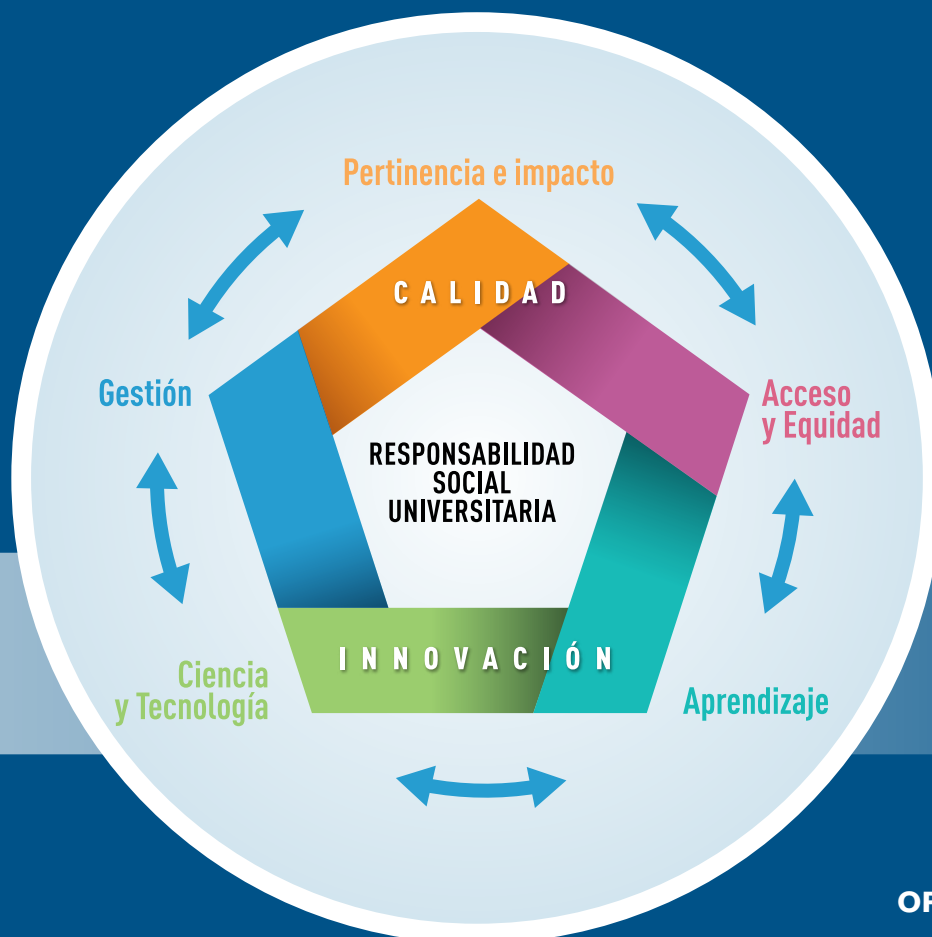 Pertinencia e impacto
CALIDAD
Gestión
Acceso
y Equidad
RESPONSABILIDAD
SOCIAL
UNIVERSITARIA
INNOVACIÓN
Ciencia
y Tecnología
Aprendizaje